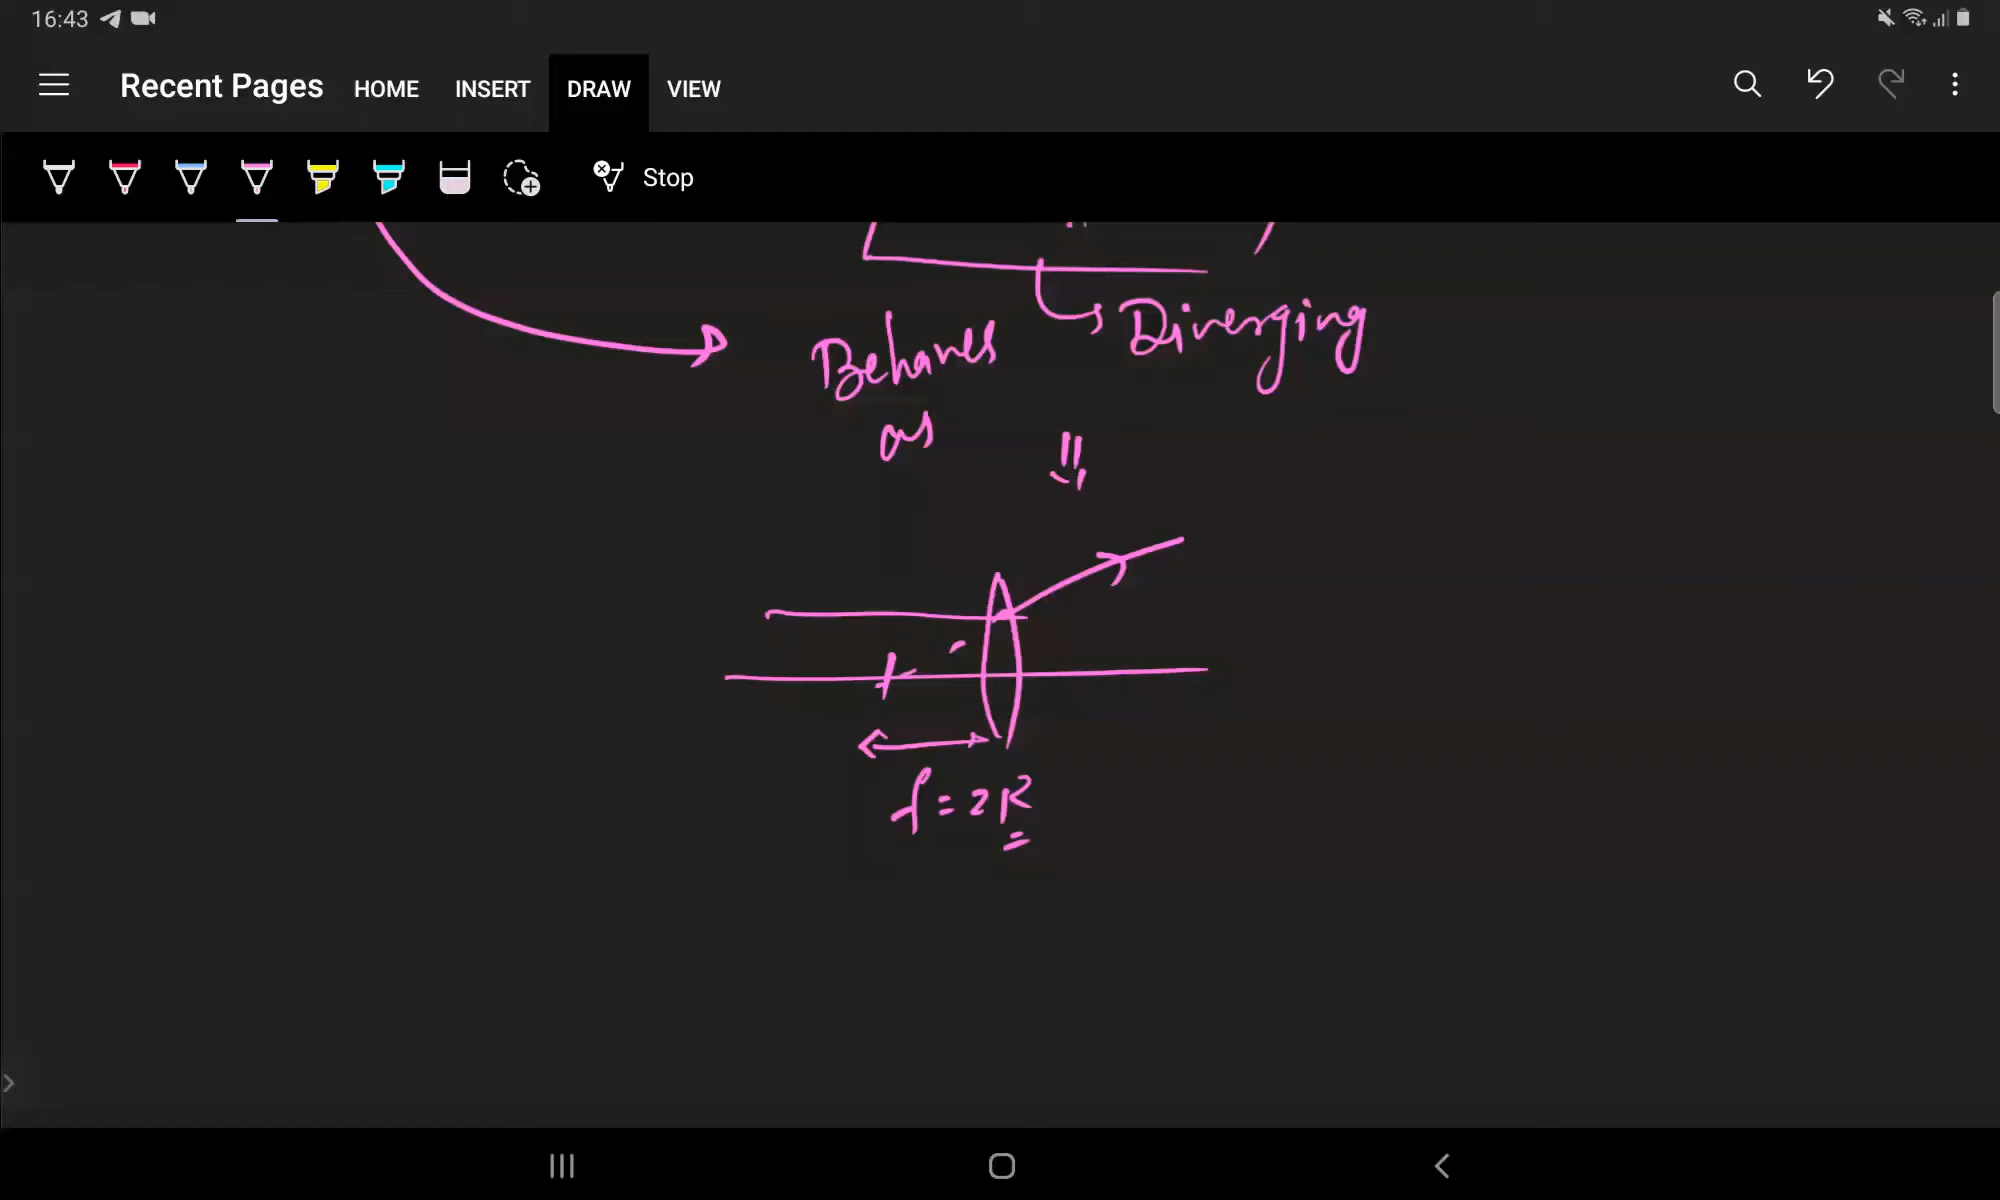 16:43
Recent Pages HOME INSERT DRAW VIEW
Stop
Diverging
Behaves
as
!!
f = 2R